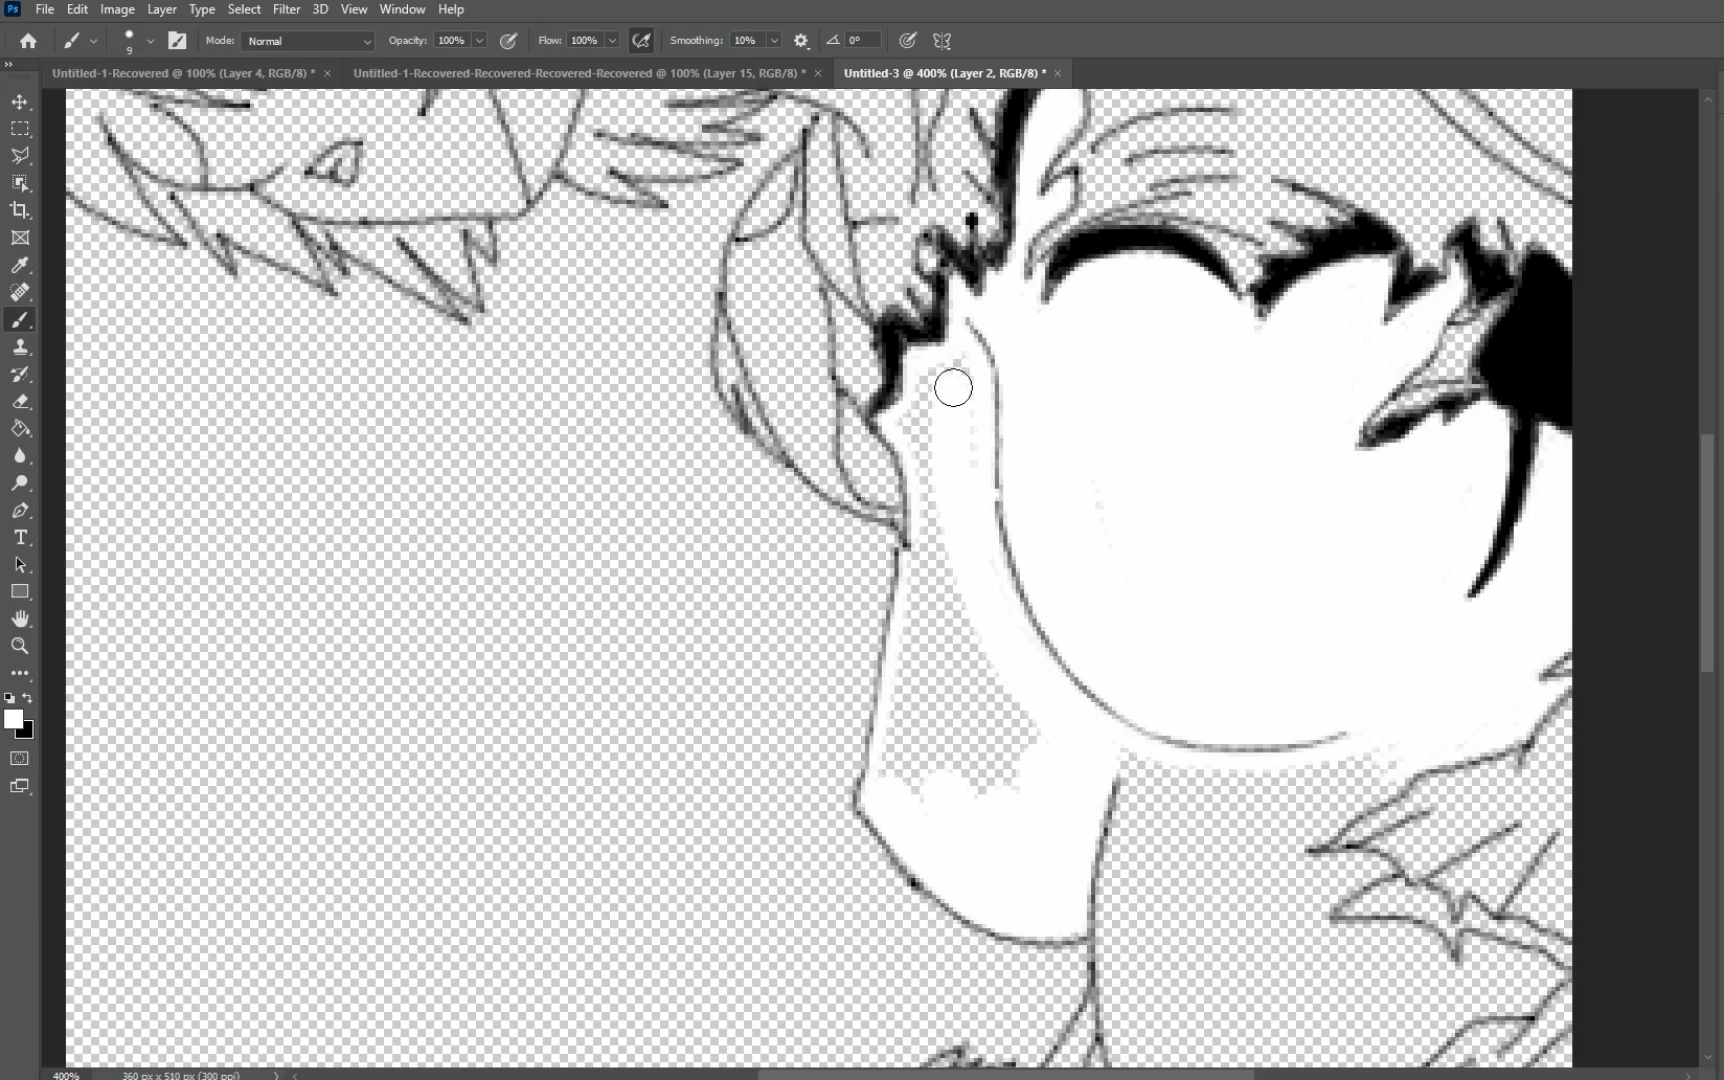 Ps File Edit Image Layer Type Select Filter 3D View Window Help
9 Mode: Normal Opacity: 100% Flow: 100% Smoothing: 10% 0°
Untitled-1-Recovered @ 100% (Layer 4, RGB/8) * × Untitled-1-Recovered-Recovered-Recovered-Recovered @ 100% (Layer 15, RGB/8) * × Untitled-3 @ 400% (Layer 2, RGB/8) * ×
T
400% 360 px x 510 px (300 ppi)